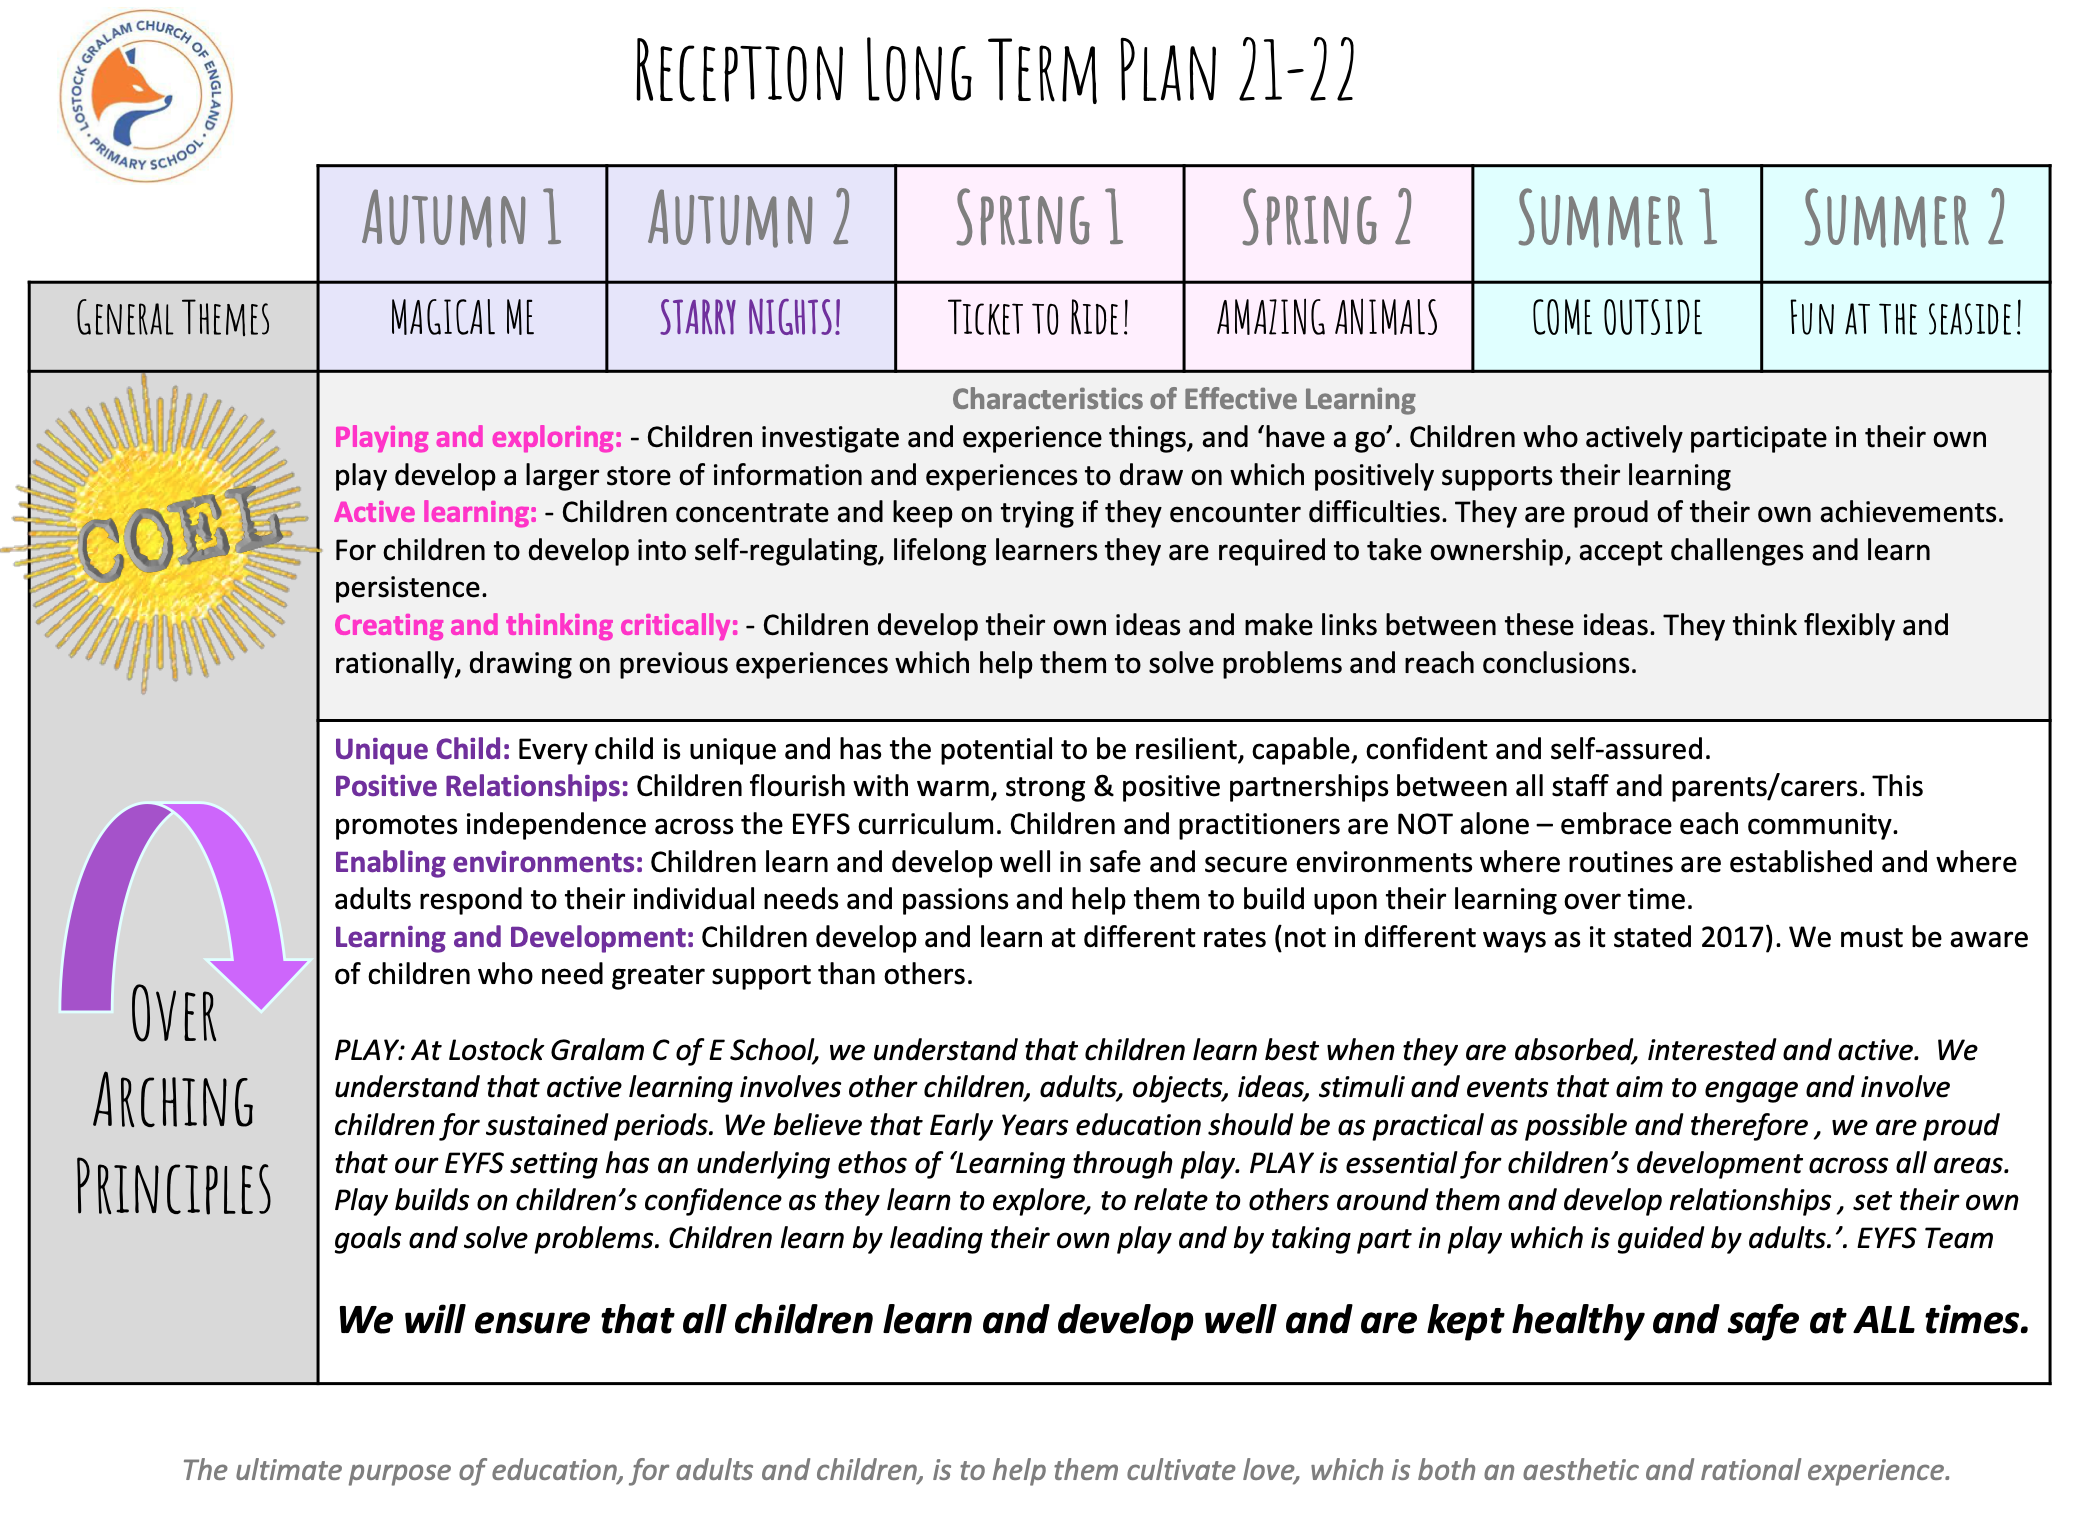 LOSTOCK GRALAM CHURCH OF ENGLAND
PRIMARY SCHOOL
RECEPTION LONG TERM PLAN 21-22
AUTUMN 1
AUTUMN 2
SPRING 1
SPRING 2
SUMMER 1
SUMMER 2
GENERAL THEMES
MAGICAL ME
STARRY NIGHTS!
TICKET TO RIDE!
AMAZING ANIMALS
COME OUTSIDE
FUN AT THE SEASIDE!
COEL
Characteristics of Effective Learning
Playing and exploring: - Children investigate and experience things, and ‘have a go’. Children who actively participate in their own
play develop a larger store of information and experiences to draw on which positively supports their learning
Active learning: - Children concentrate and keep on trying if they encounter difficulties. They are proud of their own achievements.
For children to develop into self-regulating, lifelong learners they are required to take ownership, accept challenges and learn
persistence.
Creating and thinking critically: - Children develop their own ideas and make links between these ideas. They think flexibly and
rationally, drawing on previous experiences which help them to solve problems and reach conclusions.
OVER
ARCHING
PRINCIPLES
Unique Child: Every child is unique and has the potential to be resilient, capable, confident and self-assured.
Positive Relationships: Children flourish with warm, strong & positive partnerships between all staff and parents/carers. This
promotes independence across the EYFS curriculum. Children and practitioners are NOT alone – embrace each community.
Enabling environments: Children learn and develop well in safe and secure environments where routines are established and where
adults respond to their individual needs and passions and help them to build upon their learning over time.
Learning and Development: Children develop and learn at different rates (not in different ways as it stated 2017). We must be aware
of children who need greater support than others.
PLAY: At Lostock Gralam C of E School, we understand that children learn best when they are absorbed, interested and active. We
understand that active learning involves other children, adults, objects, ideas, stimuli and events that aim to engage and involve
children for sustained periods. We believe that Early Years education should be as practical as possible and therefore , we are proud
that our EYFS setting has an underlying ethos of ‘Learning through play. PLAY is essential for children’s development across all areas.
Play builds on children’s confidence as they learn to explore, to relate to others around them and develop relationships , set their own
goals and solve problems. Children learn by leading their own play and by taking part in play which is guided by adults.’. EYFS Team
We will ensure that all children learn and develop well and are kept healthy and safe at ALL times.
The ultimate purpose of education, for adults and children, is to help them cultivate love, which is both an aesthetic and rational experience.